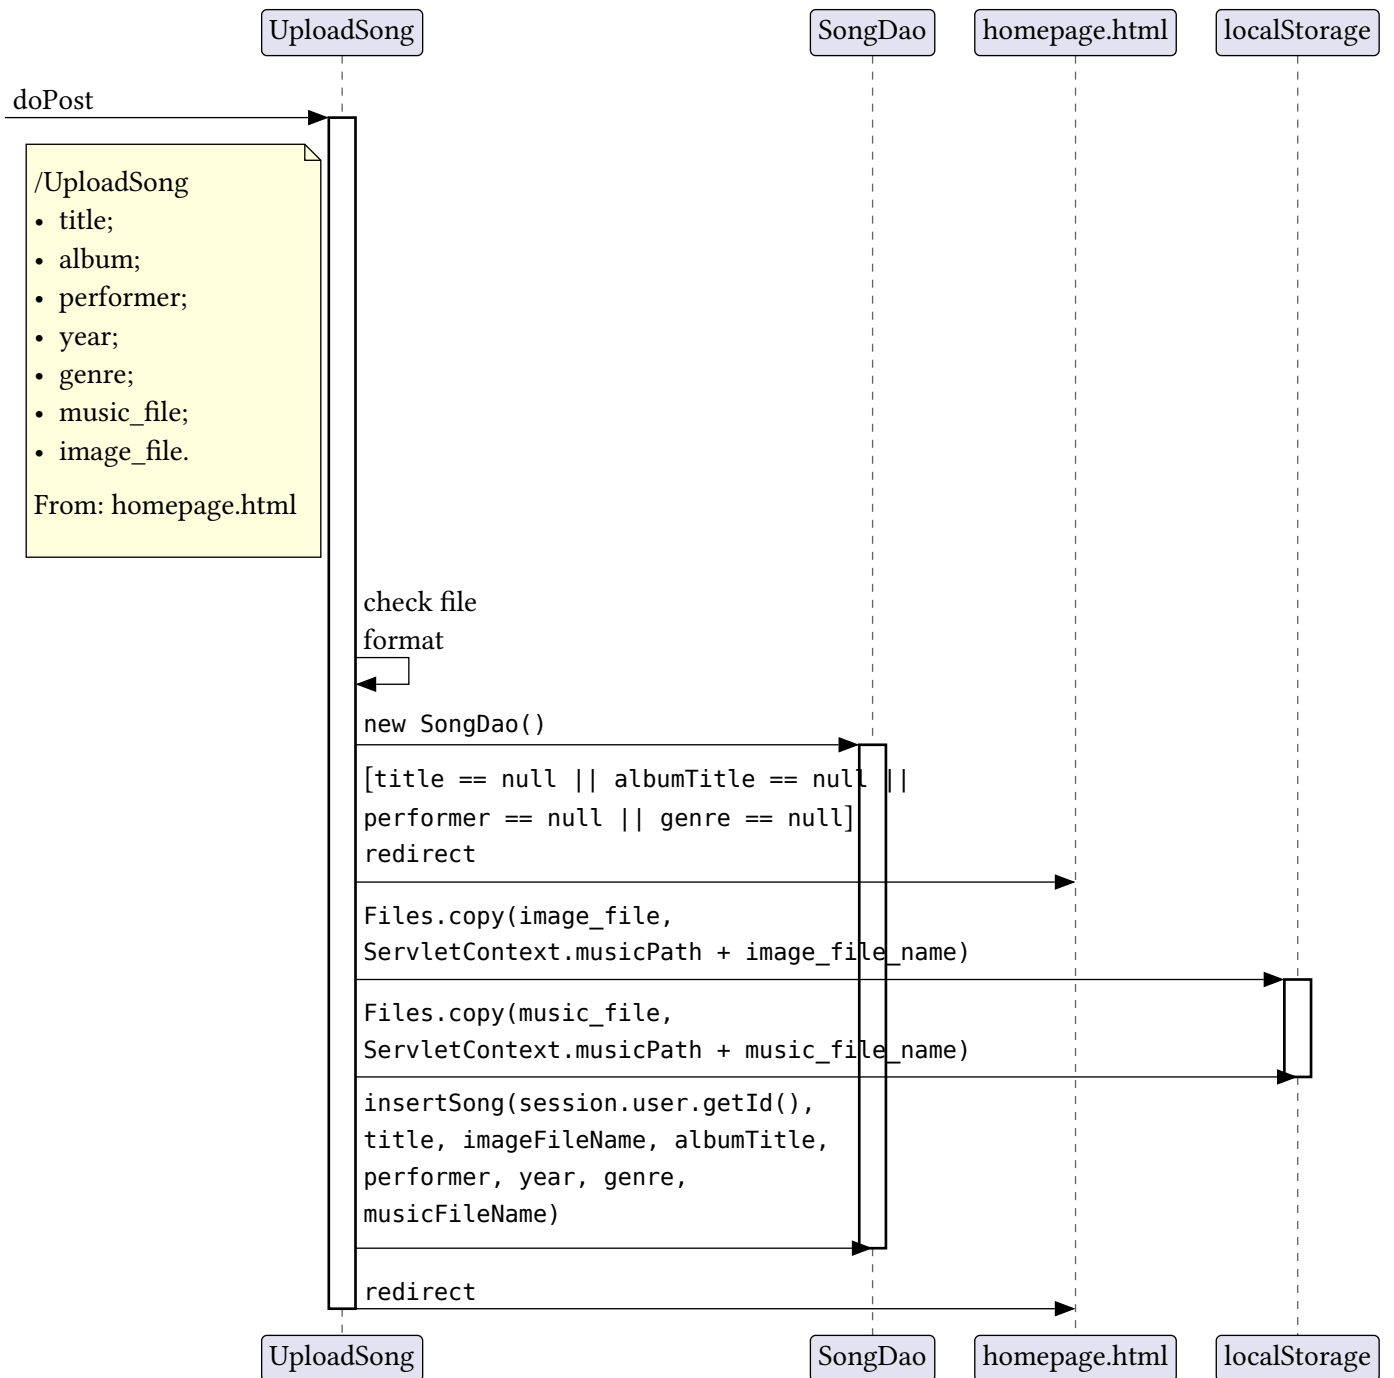 UploadSong
SongDao
homepage.html
localStorage
doPost
/UploadSong
• title;
• album;
• performer;
• year;
• genre;
• music_file;
• image_file.
From: homepage.html
check file
format
new SongDao()
[title == null || albumTitle == null ||
performer == null || genre == null]
redirect
Files.copy(image_file,
ServletContext.musicPath + image_file_name)
Files.copy(music_file,
ServletContext.musicPath + music_file_name)
insertSong(session.user.getId(),
title, imageFileName, albumTitle,
performer, year, genre,
musicFileName)
redirect
UploadSong
SongDao
homepage.html
localStorage